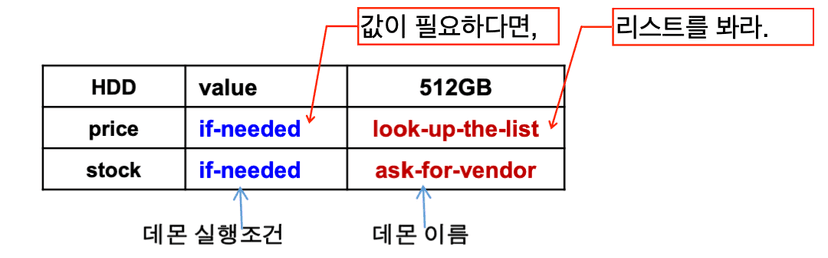 값이 필요하다면,
리스트를 봐라.
HDD value 512GB
price if-needed look-up-the-list
stock if-needed ask-for-vendor
데몬 실행조건 데몬 이름